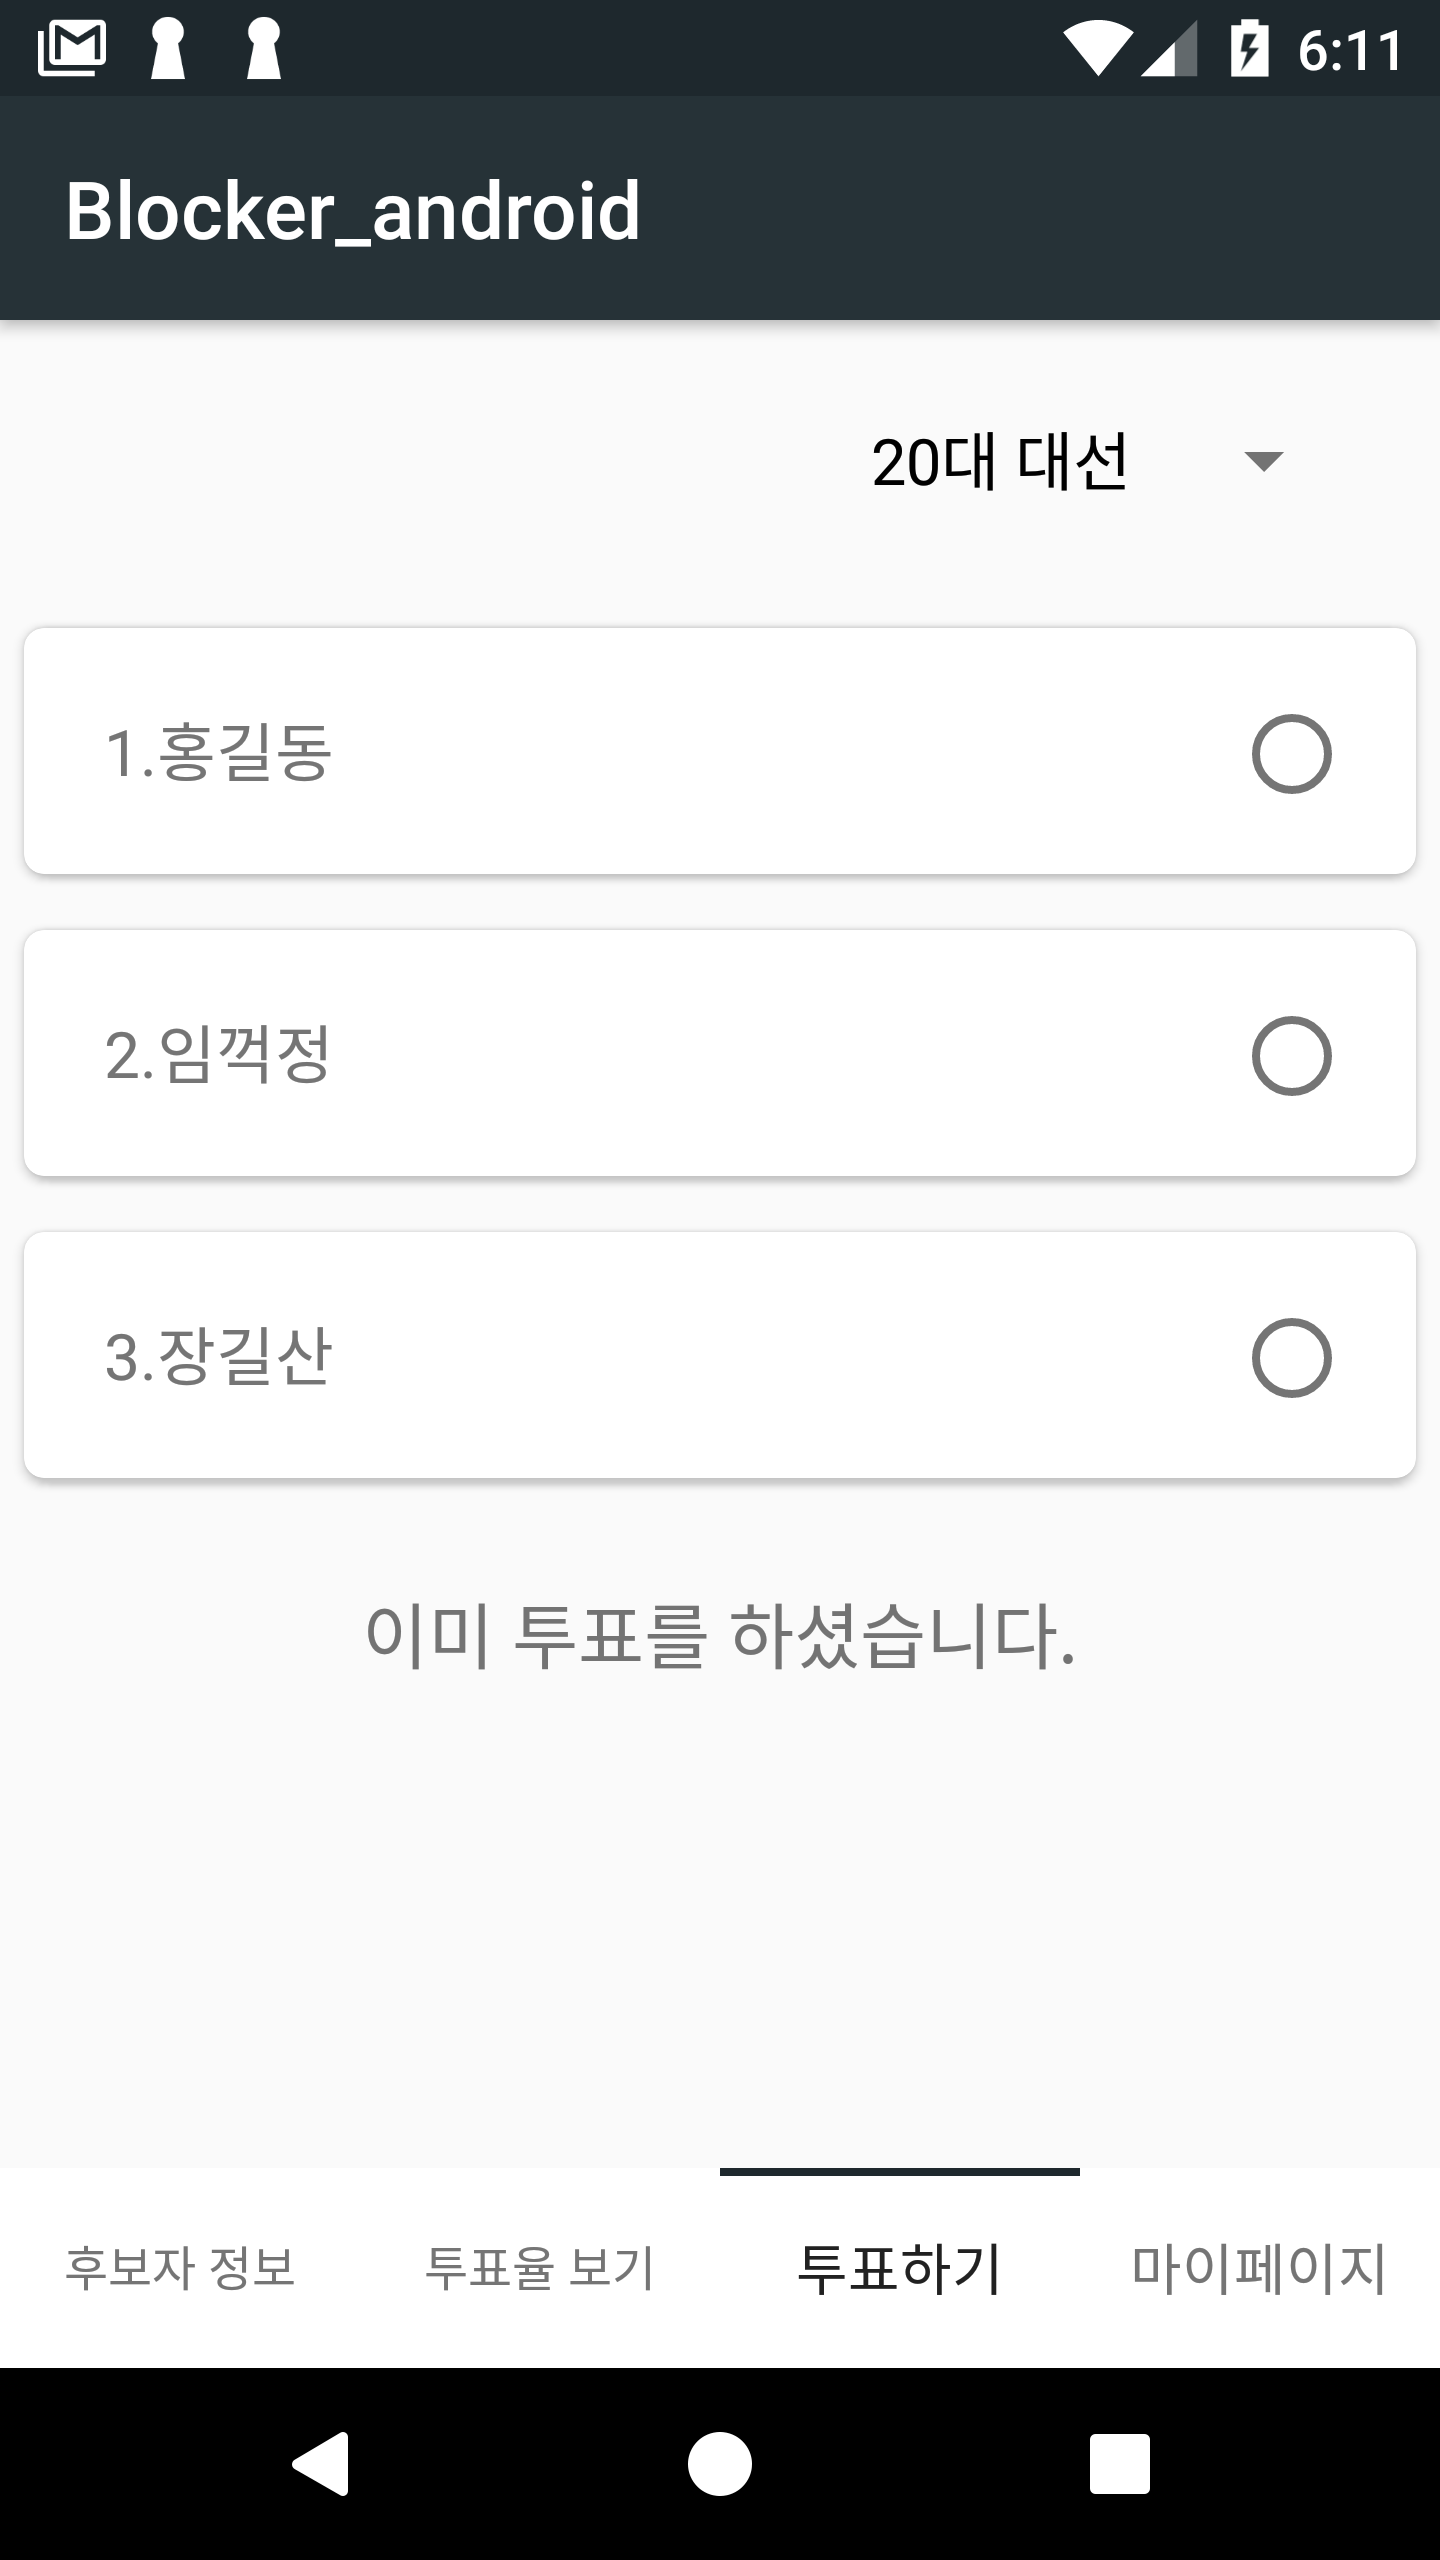 6:11
Blocker_android
20대 대선
1.홍길동
2.임꺽정
3.장길산
이미 투표를 하셨습니다.
후보자 정보
투표율 보기
투표하기
마이페이지